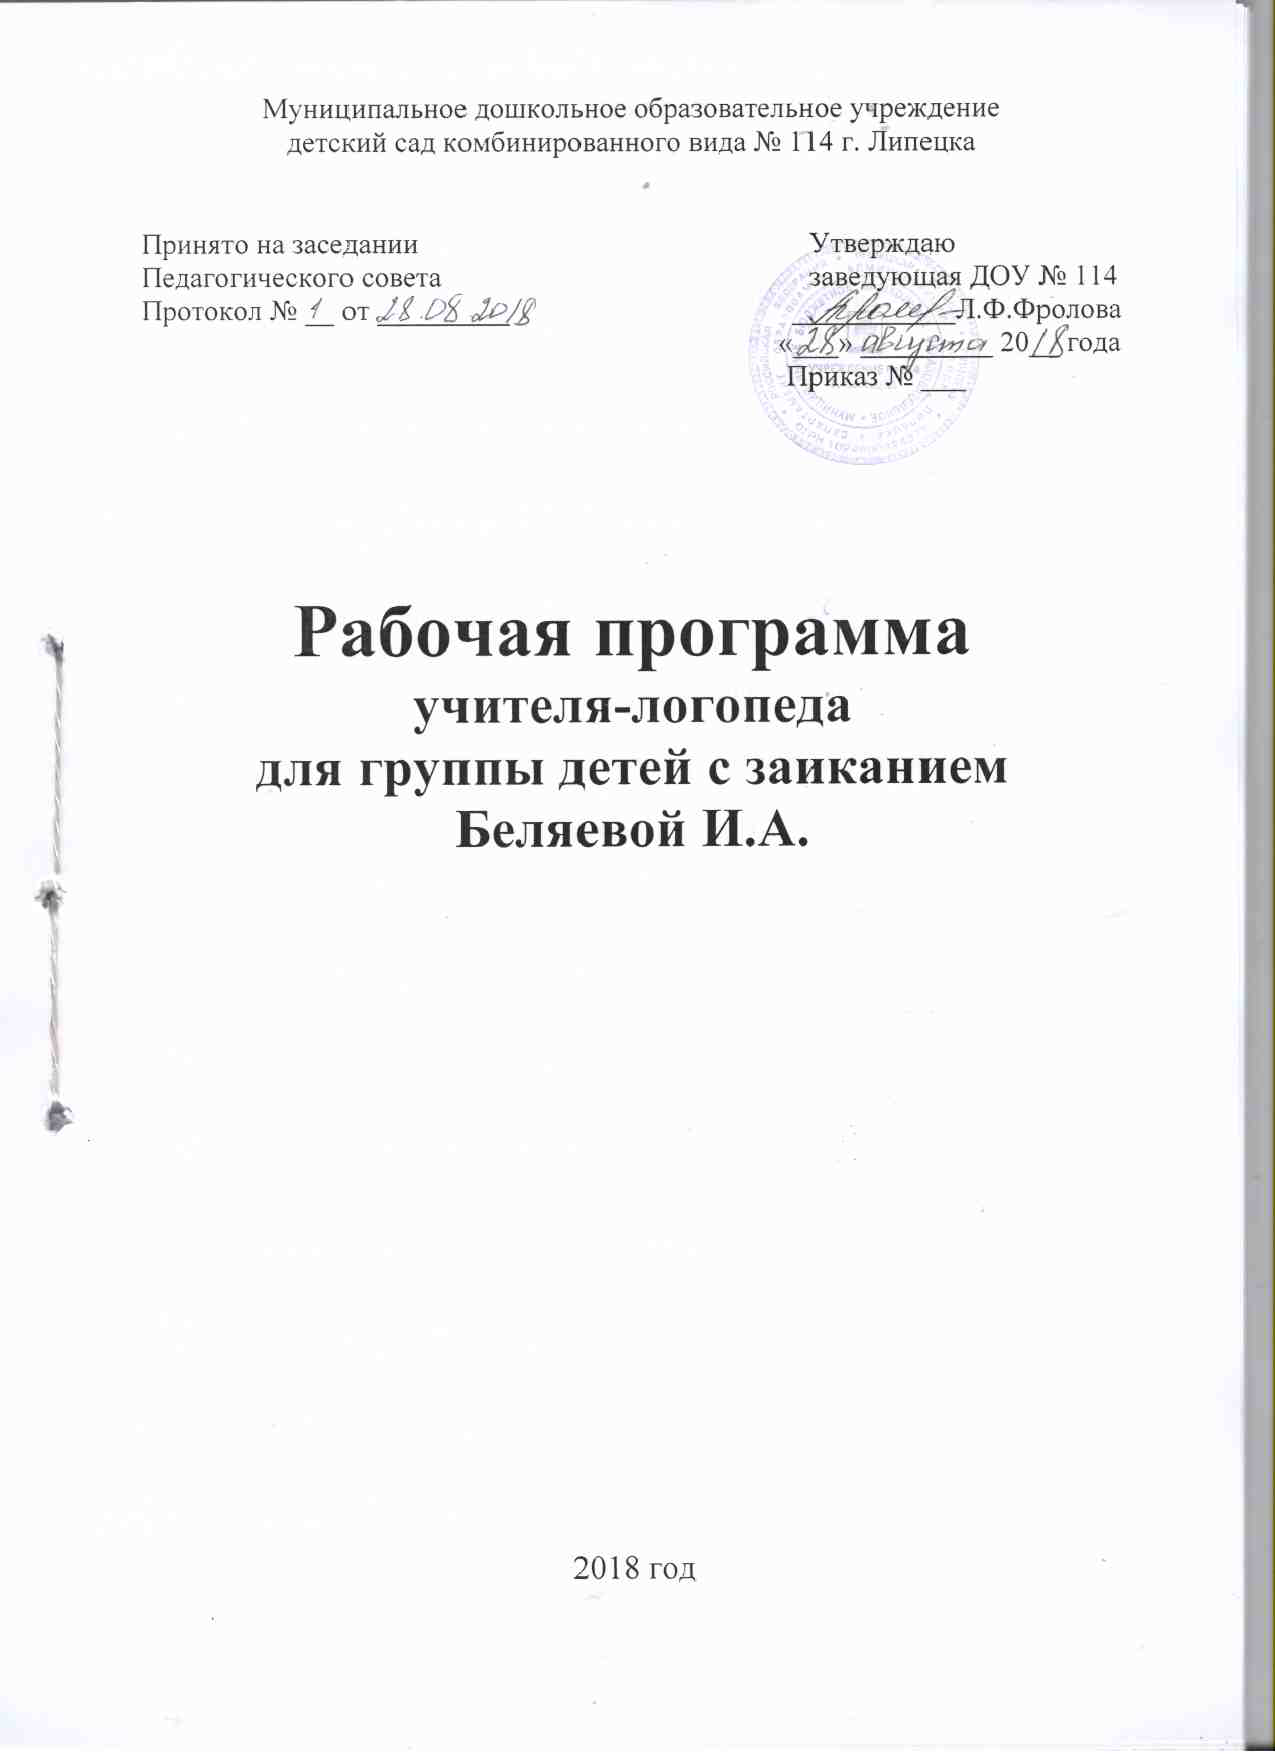 Муниципальное дошкольное образовательное учреждение
детский сад комбинированного вида № 114 г. Липецка
Принято на заседании
Педагогического совета
Протокол № 1 от 28.08.2018
Утверждаю
заведующая ДОУ № 114
Л.Ф.Фролова
«28» августа 2018 года
Приказ № ___
Рабочая программа
учителя-логопеда
для группы детей с заиканием
Беляевой И.А.
2018 год